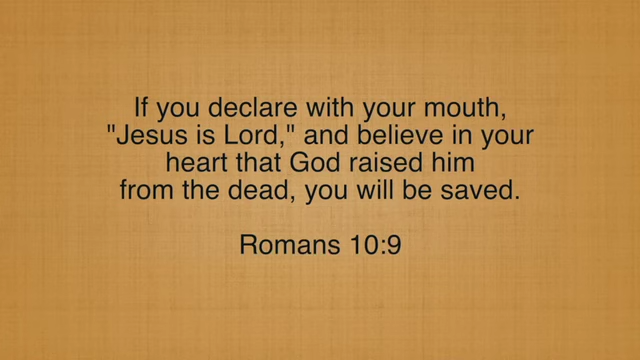 If you declare with your mouth,
"Jesus is Lord," and believe in your
heart that God raised him
from the dead, you will be saved.
Romans 10:9